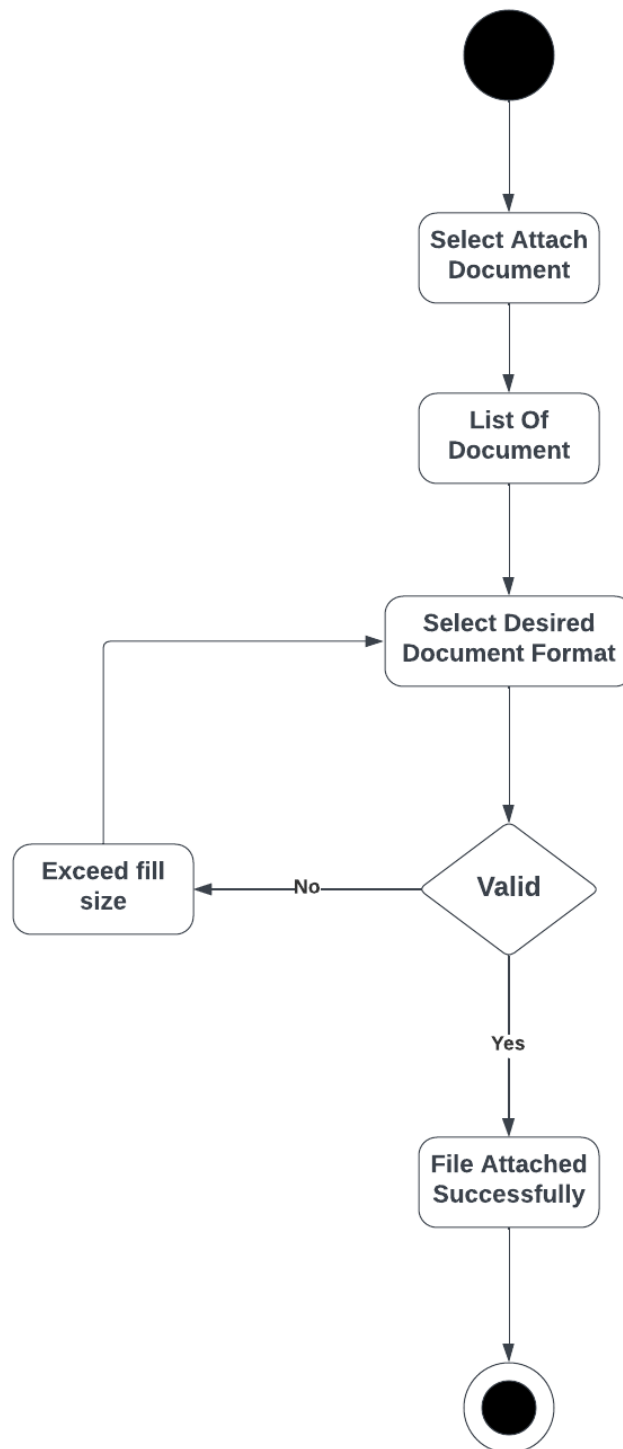 Select Attach
Document
List Of
Document
Select Desired
Document Format
Exceed fill
size
No
Valid
Yes
File Attached
Successfully